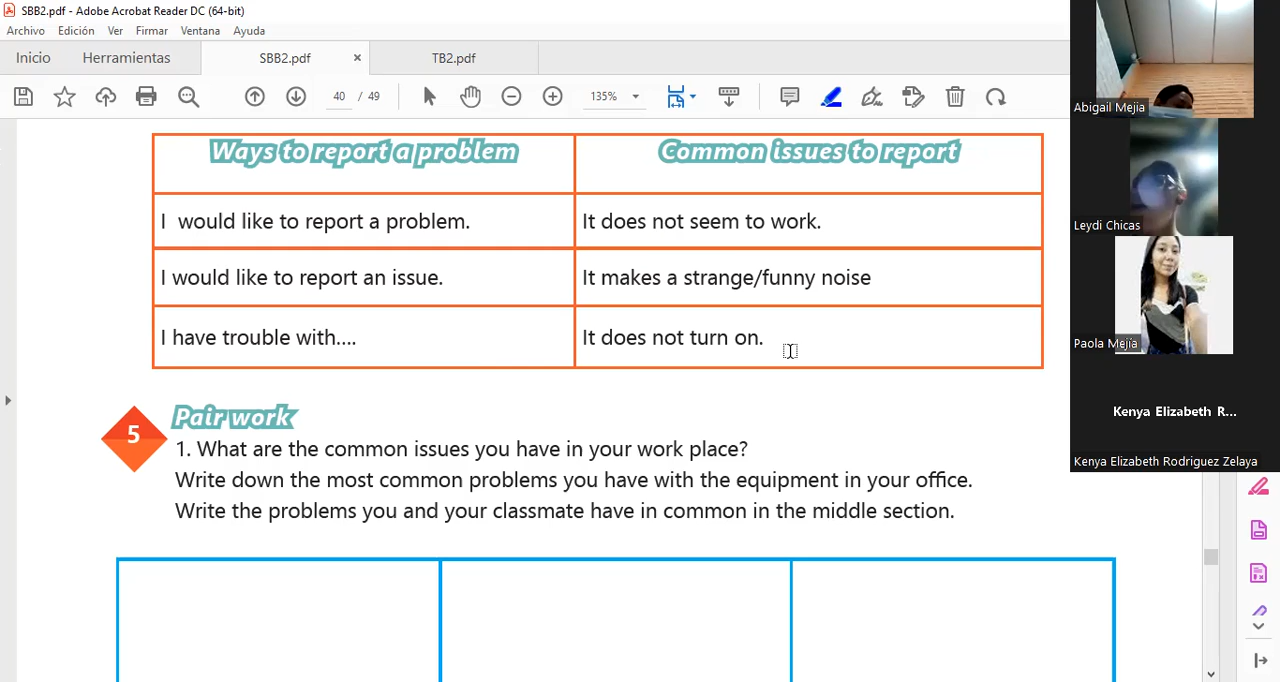 SBB2.pdf - Adobe Acrobat Reader DC (64-bit)
Archivo Edición Ver Firmar Ventana Ayuda
Inicio Herramientas SBB2.pdf × TB2.pdf
40 / 49 135%
Ways to report a problem Common issues to report
I would like to report a problem. It does not seem to work.
I would like to report an issue. It makes a strange/funny noise
I have trouble with.... It does not turn on.
5 Pair work
1. What are the common issues you have in your work place?
Write down the most common problems you have with the equipment in your office.
Write the problems you and your classmate have in common in the middle section.
Abigail Mejia
Leydi Chicas
Paola Mejía
Kenya Elizabeth R...
Kenya Elizabeth Rodriguez Zelaya